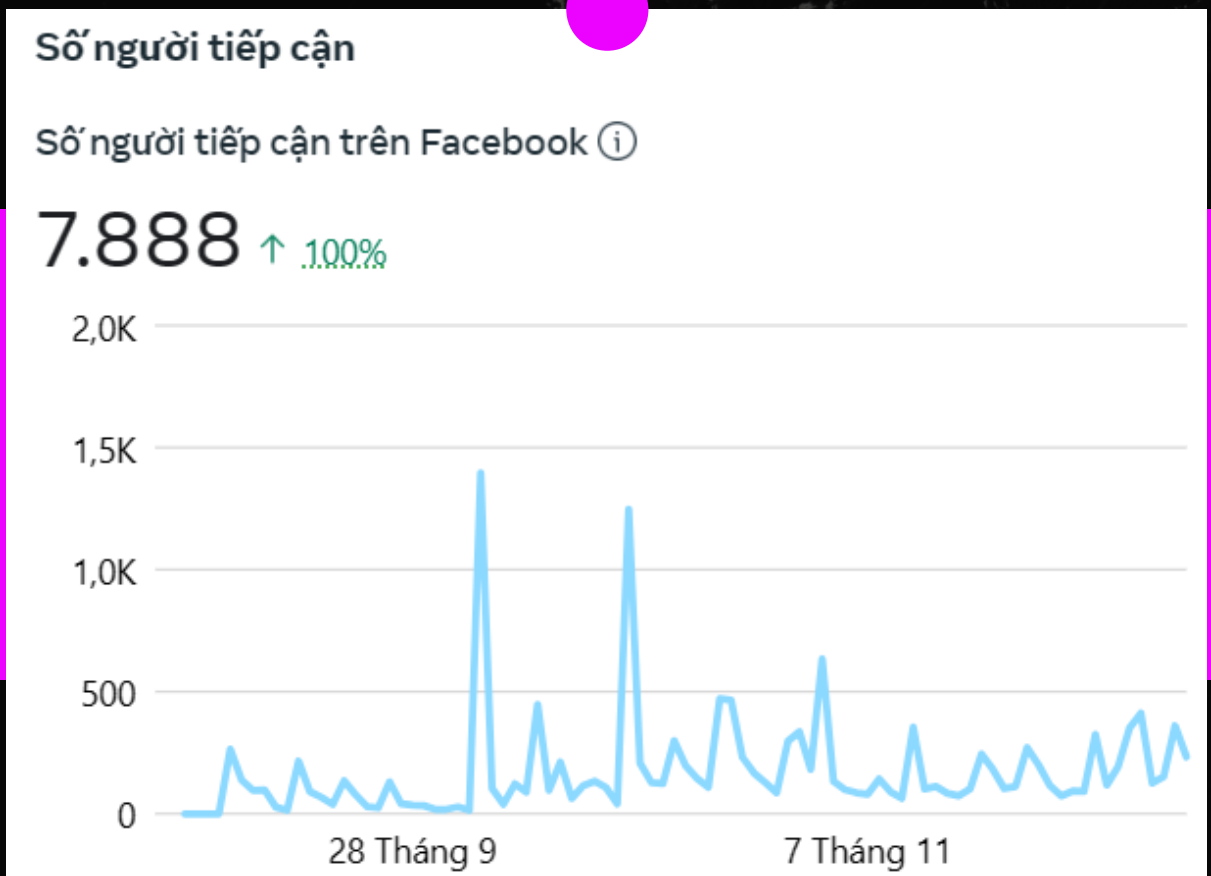 Số người tiếp cận
Số người tiếp cận trên Facebook
7.888 ↑ 100%
2,0K
1,5K
1,0K
500
0
28 Tháng 9
7 Tháng 11